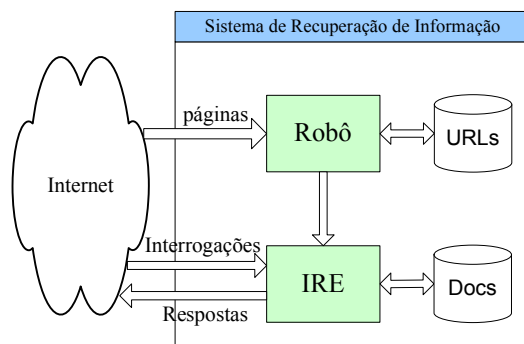 Sistema de Recuperação de Informação
páginas
Robô
URLs
Internet
Interrogações
IRE
Docs
Respostas